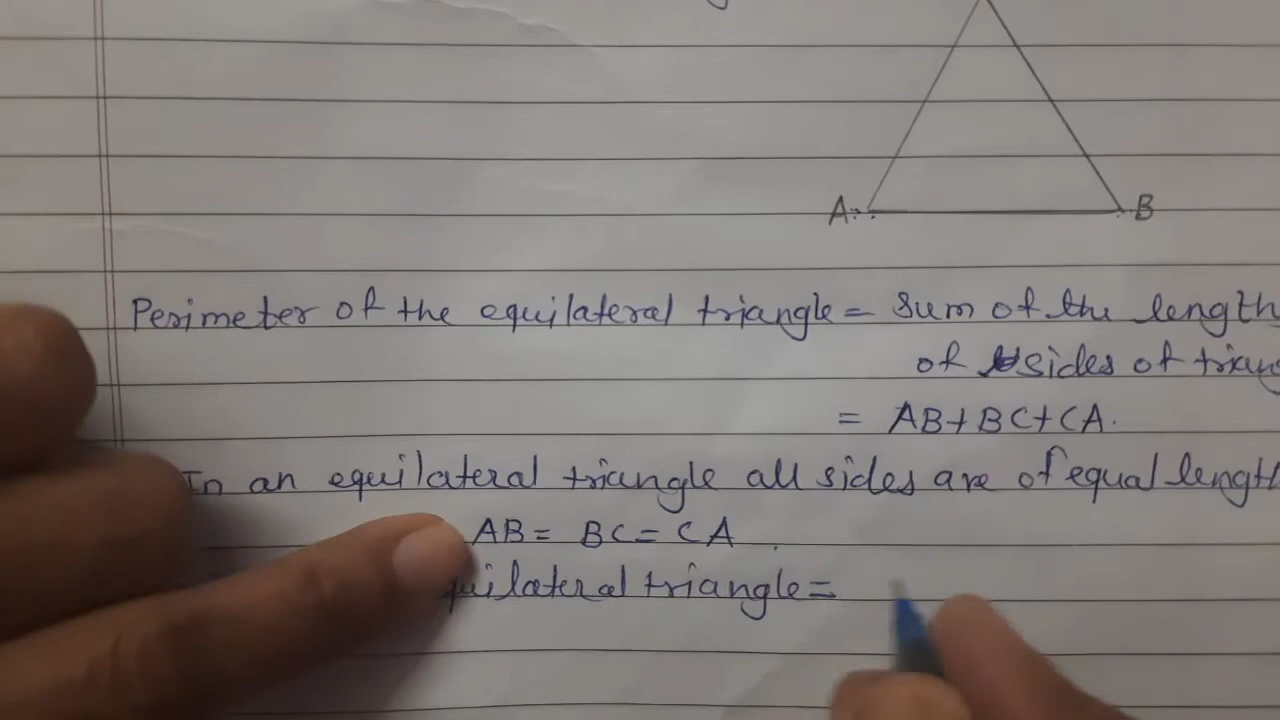 A B
Perimeter of the equilateral triangle = Sum of the length
of sides of
= AB+BC+CA.
In an equilateral triangle all sides are of equal length
AB = BC = CA
triangle =